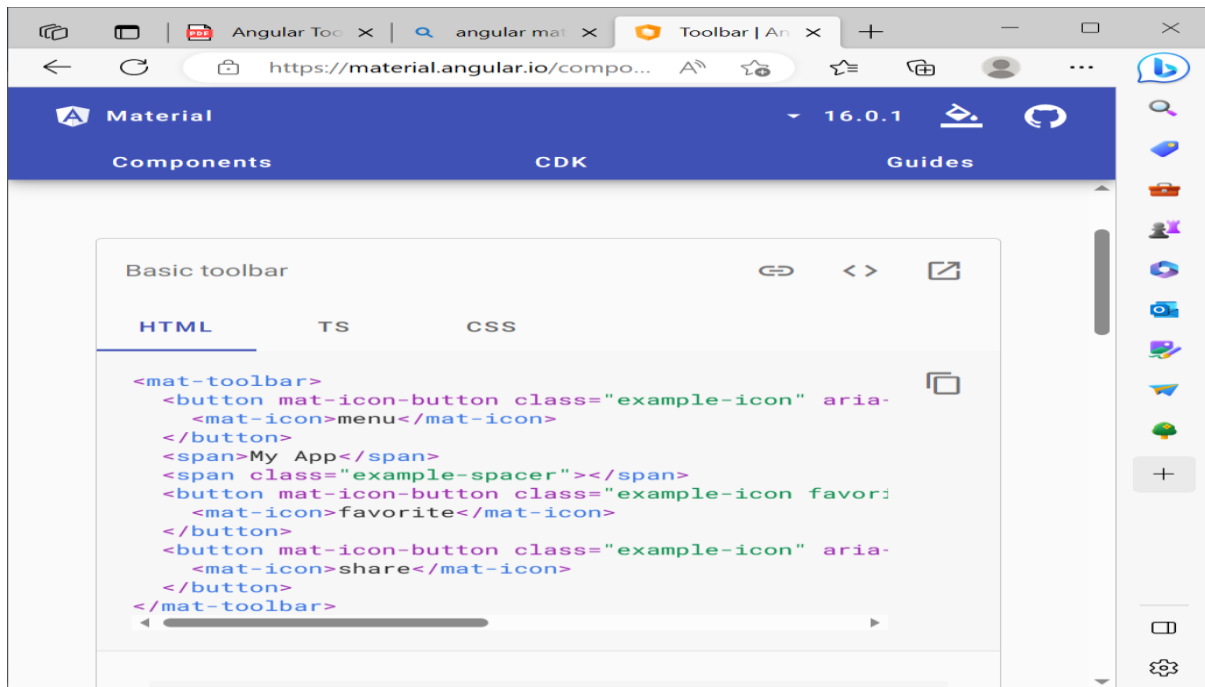 PDF Angular Too
angular mat
Toolbar | An
https://material.angular.io/compo...
Material
16.0.1
Components CDK Guides
Basic toolbar
HTML TS CSS
<mat-toolbar>
<button mat-icon-button class="example-icon" aria-
<mat-icon>menu</mat-icon>
</button>
<span>My App</span>
<span class="example-spacer"></span>
<button mat-icon-button class="example-icon favori
<mat-icon>favorite</mat-icon>
</button>
<button mat-icon-button class="example-icon" aria-
<mat-icon>share</mat-icon>
</button>
</mat-toolbar>